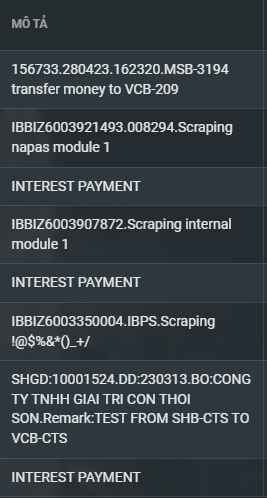 MÔ TẢ
156733.280423.162320.MSB-3194
transfer money to VCB-209
IBBIZ6003921493.008294.Scraping
napas module 1
INTEREST PAYMENT
IBBIZ6003907872.Scraping internal
module 1
INTEREST PAYMENT
IBBIZ6003350004.IBPS.Scraping
!@$%&*()_+/
SHGD:10001524.DD:230313.BO:CONG
TY TNHH GIAI TRI CON THOI
SON.Remark:TEST FROM SHB-CTS TO
VCB-CTS
INTEREST PAYMENT